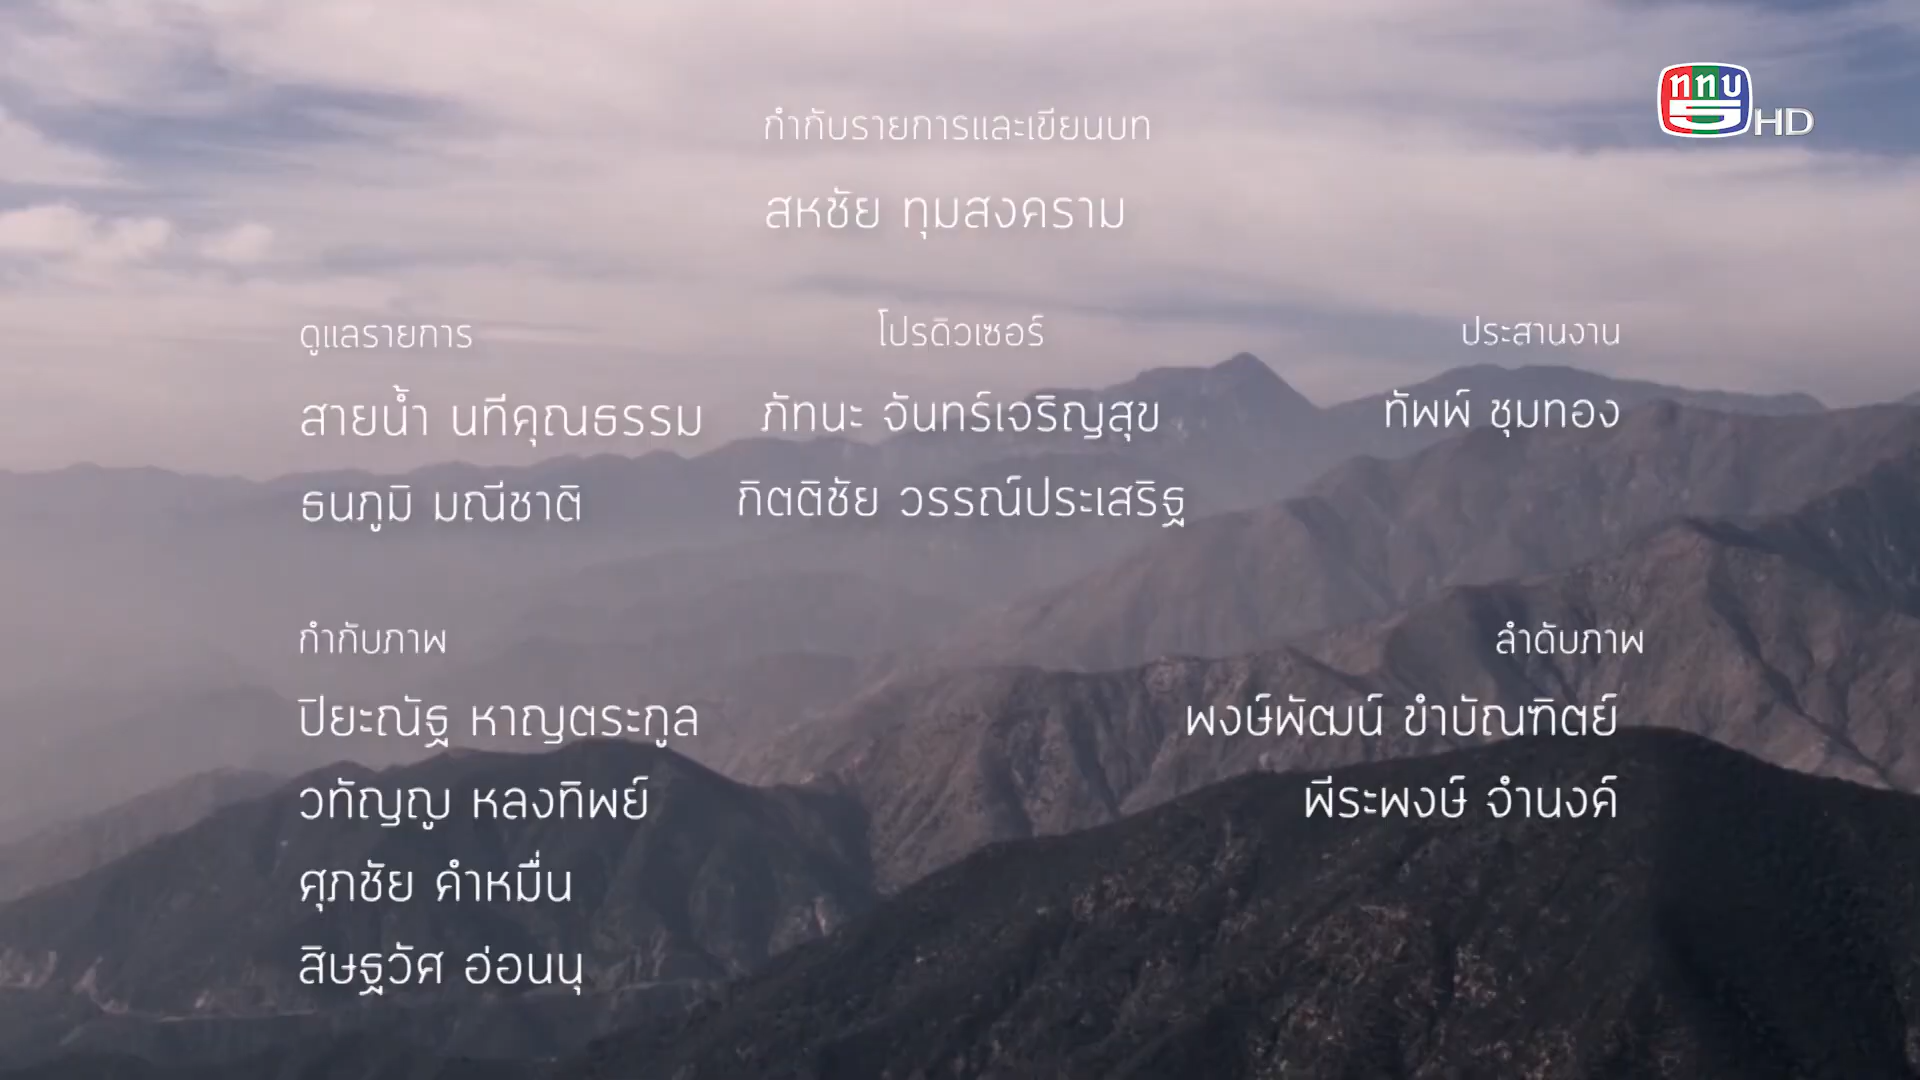 ททบ
5 HD
กำกับรายการและเขียนบท
สหชัย ทุมสงคราม
ดูแลรายการ
สายน้ำ นทีคุณธรรม
ธนภูมิ มณีชาติ
โปรดิวเซอร์
ภัทนะ จันทร์เจริญสุข
กิตติชัย วรรณ์ประเสริฐ
ประสานงาน
ทัพพ์ ชุมทอง
กำกับภาพ
ปิยะณัฐ หาญตระกูล
วทัญญู หลงทิพย์
ศุภชัย คำหมื่น
สิษฐวัศ อ่อนนุ
ลำดับภาพ
พงษ์พัฒน์ ขำบัณฑิตย์
พีระพงษ์ จำนงค์